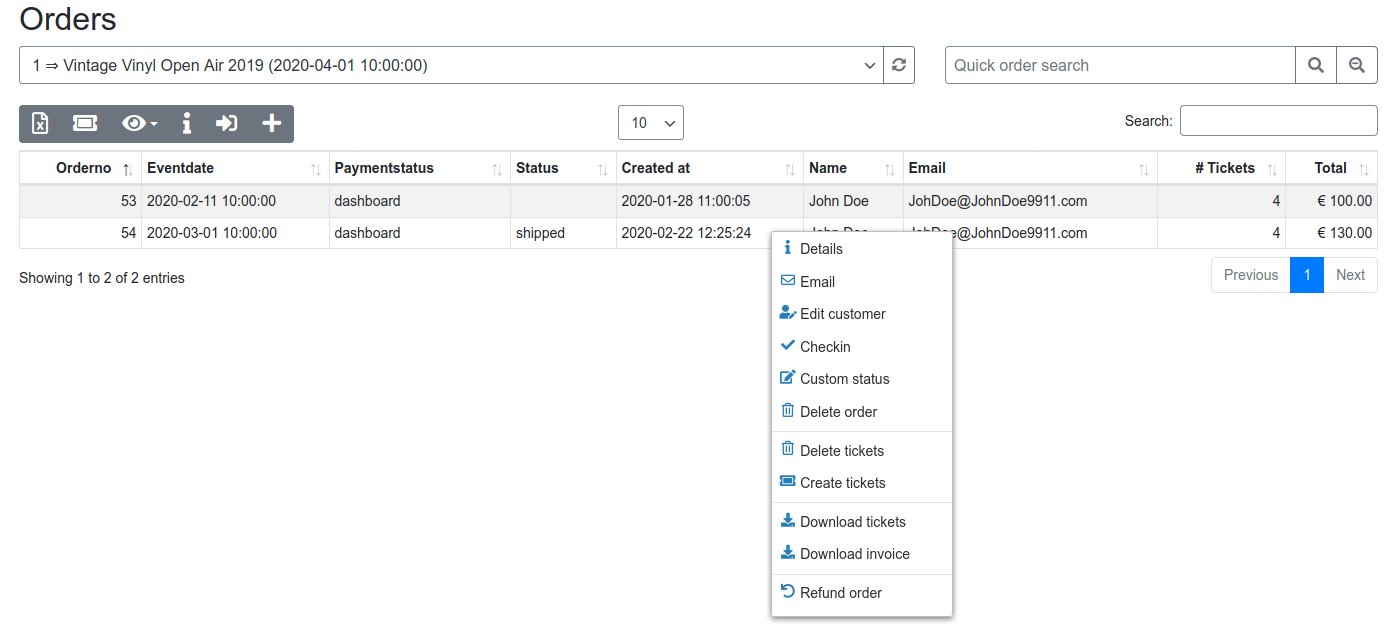 Orders
1 ⇒ Vintage Vinyl Open Air 2019 (2020-04-01 10:00:00)
Quick order search
10
Search:
Orderno Eventdate Paymentstatus Status Created at Name Email # Tickets Total
53 2020-02-11 10:00:00 dashboard 2020-01-28 11:00:05 John Doe JohDoe@JohnDoe9911.com 4 € 100.00
54 2020-03-01 10:00:00 dashboard shipped 2020-02-22 12:25:24 John Doe JohDoe@JohnDoe9911.com 4 € 130.00
Showing 1 to 2 of 2 entries
Previous 1 Next
Details
Email
Edit customer
Checkin
Custom status
Delete order
Delete tickets
Create tickets
Download tickets
Download invoice
Refund order